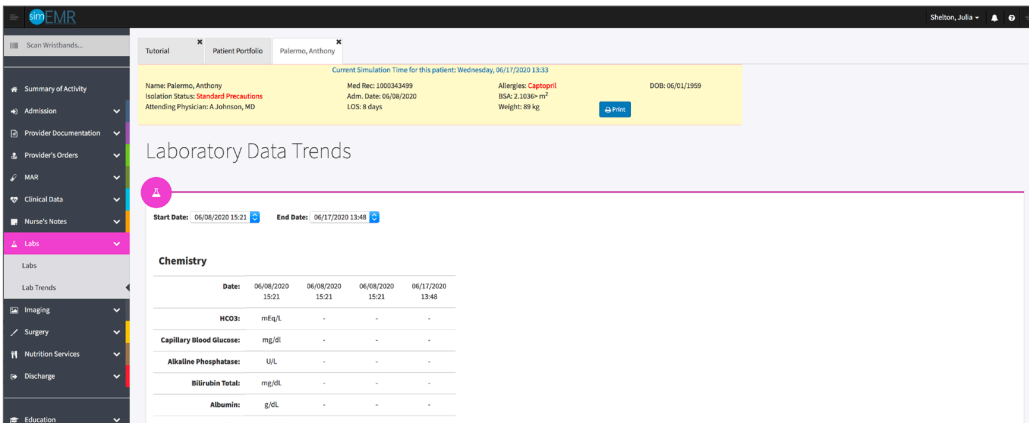 simEMR
Shelton, Julia
Scan Wristbands...
Summary of Activity
Admission
Provider Documentation
Provider's Orders
MAR
Clinical Data
Nurse's Notes
Labs
Labs
Lab Trends
Imaging
Surgery
Nutrition Services
Discharge
Education
Tutorial
Patient Portfolio
Palermo, Anthony
Current Simulation Time for this patient: Wednesday, 06/17/2020 13:33
Name: Palermo, Anthony Med Rec: 1000343499 Allergies: Captopril DOB: 06/01/1959
Isolation Status: Standard Precautions Adm. Date: 06/08/2020 BSA: 2.1036> m²
Attending Physician: A Johnson, MD LOS: 8 days Weight: 89 kg Print
Laboratory Data Trends
Start Date: 06/08/2020 15:21 End Date: 06/17/2020 13:48
Chemistry
Date: 06/08/2020 15:21 06/08/2020 15:21 06/08/2020 15:21 06/17/2020 13:48
HCO3: mEq/L - - -
Capillary Blood Glucose: mg/dl - - -
Alkaline Phosphatase: U/L - - -
Bilirubin Total: mg/dL - - -
Albumin: g/dL - - -